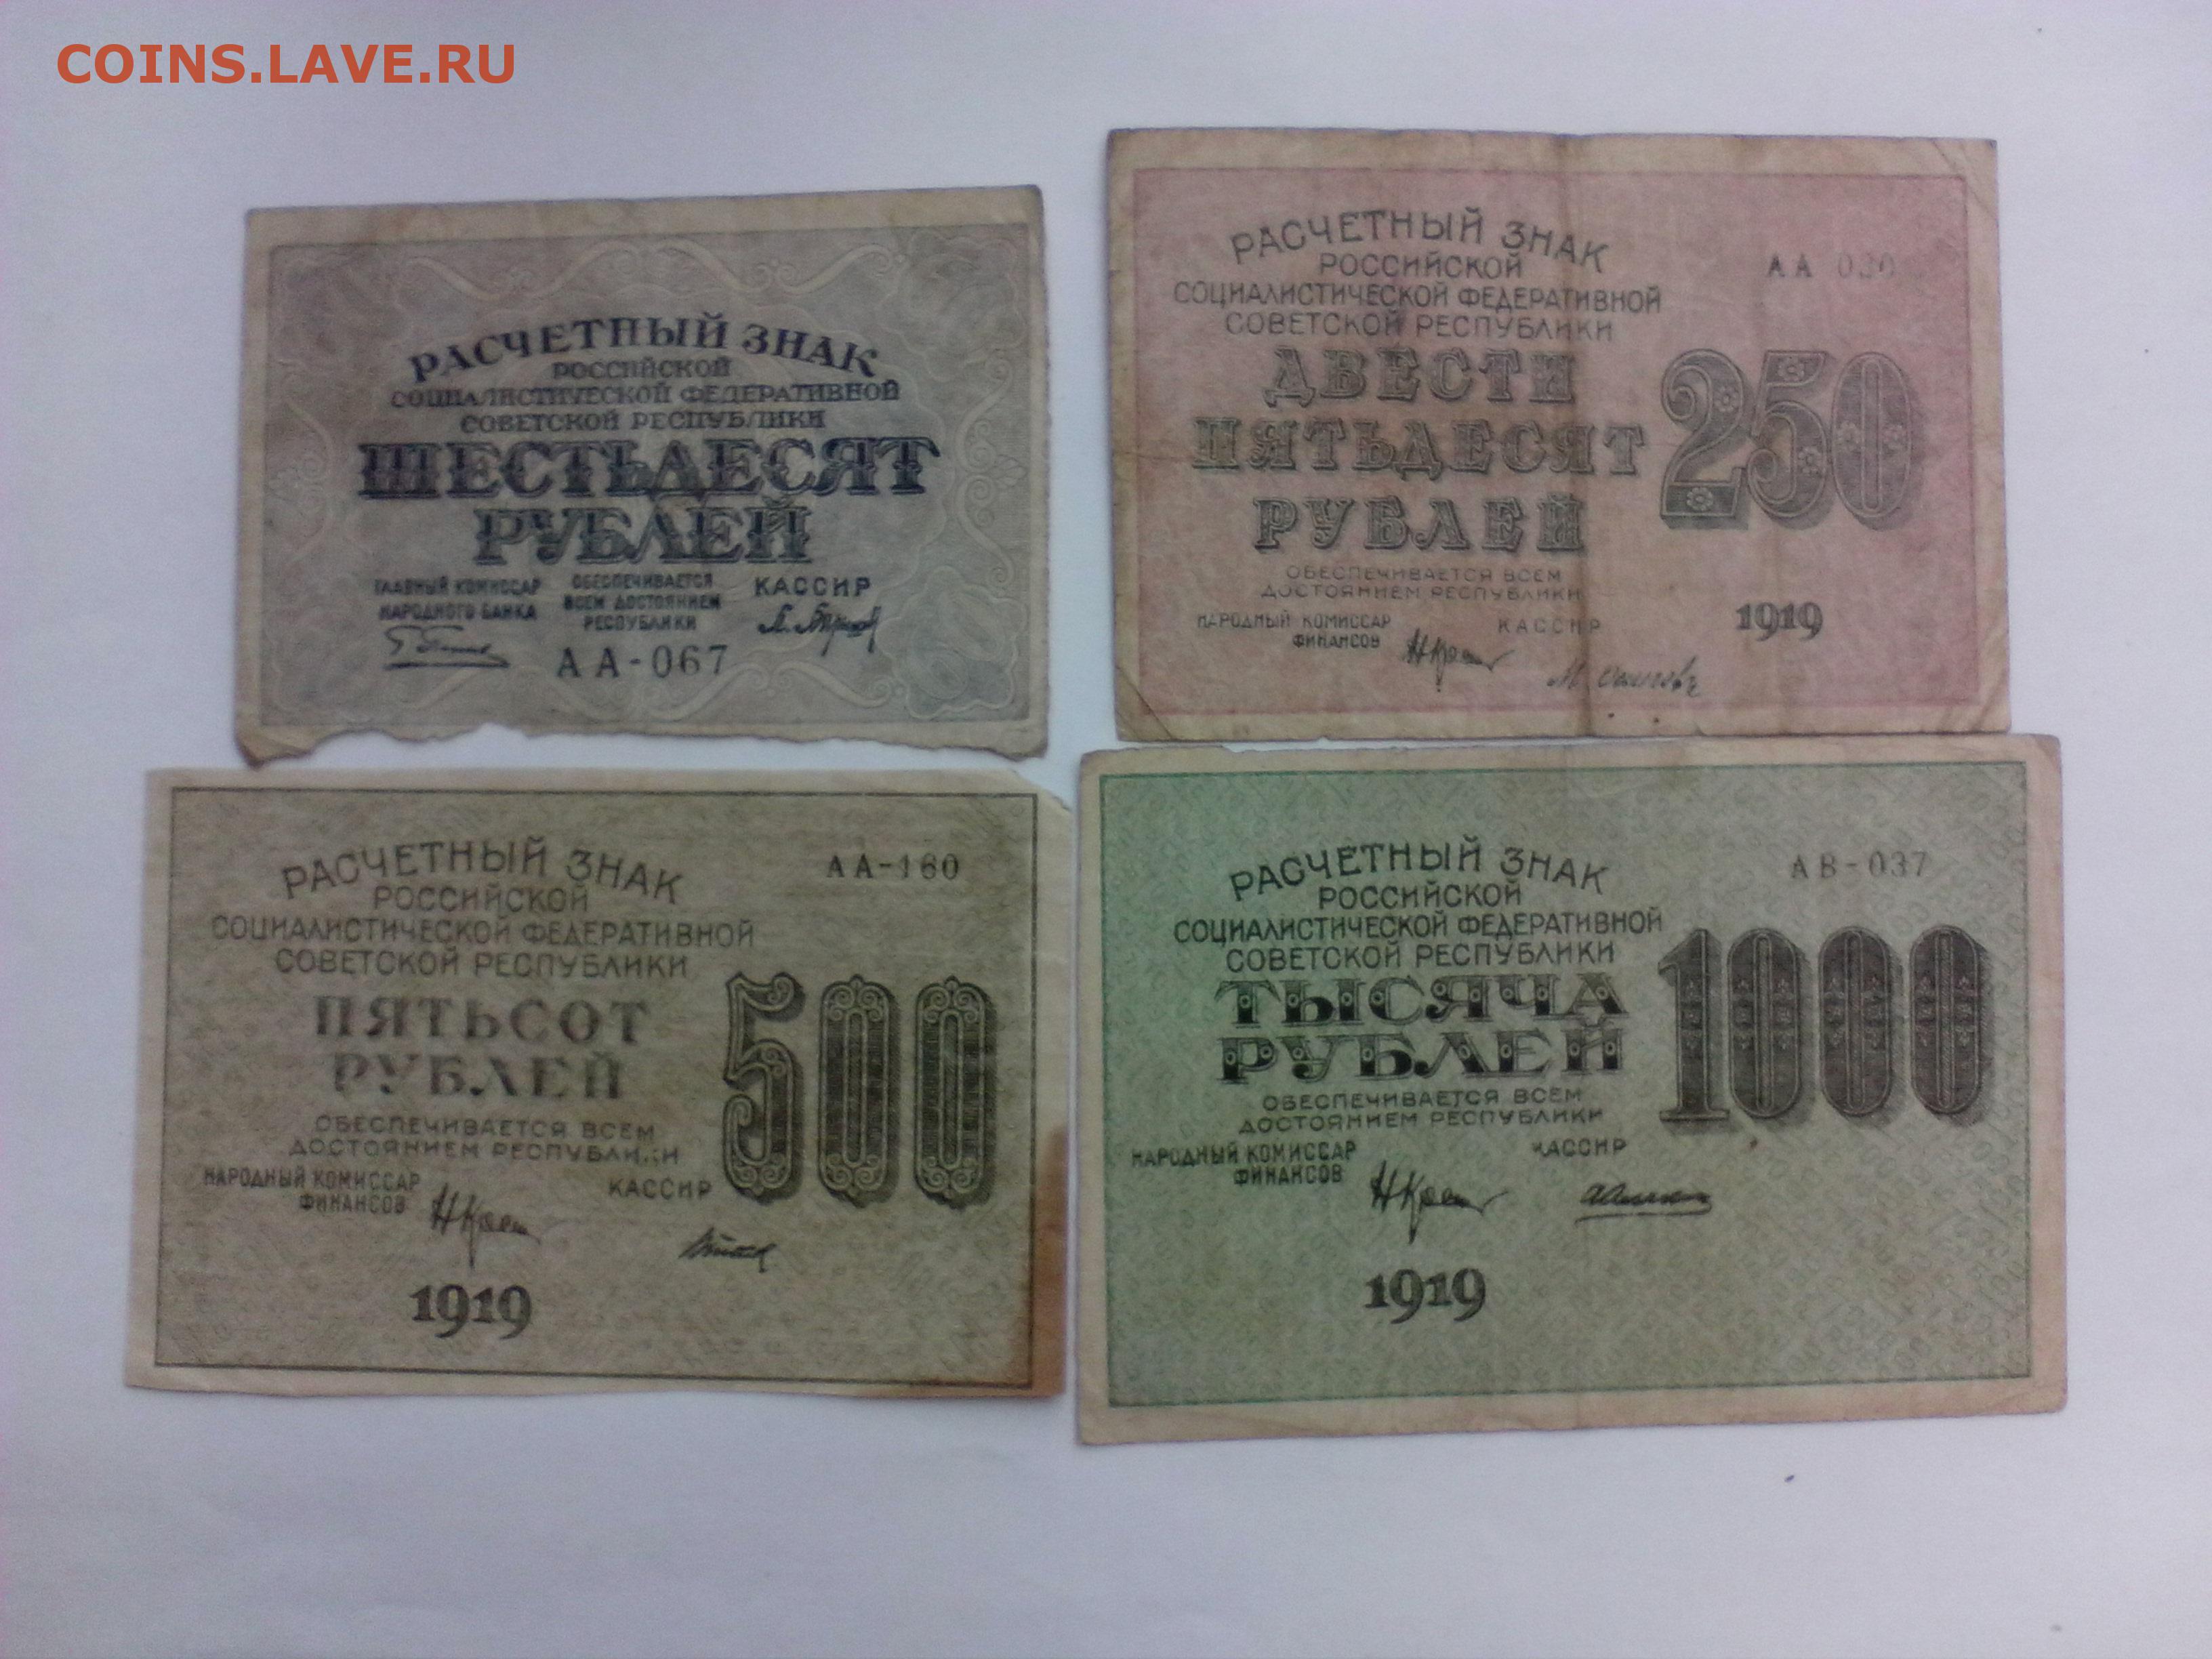 COINS.LAVE.RU
РАСЧЕТНЫЙ ЗНАК
РОССІЙСКОЙ
СОЦІАЛІСТИЧЕСКОЙ ФЕДЕРАТИВНОЙ
СОВЕТСКОЙ РЕСПУБЛИКИ
ШЕСТЬДЕСЯТ
РУБЛЕЙ
ГЛАВНЫЙ КОМИССАР
НАРОДНОГО БАНКА
ОБЕСПЕЧИВАЕТСЯ
ВСЕМ ДОСТОЯНИЕМ
РЕСПУБЛИКИ
КАССИР
АА-067
РАСЧЕТНЫЙ ЗНАК
РОССИЙСКОЙ
СОЦИАЛИСТИЧЕСКОЙ ФЕДЕРАТИВНОЙ
СОВЕТСКОЙ РЕСПУБЛИКИ
АА
ДВЕСТИ
ПЯТЬДЕСЯТ
РУБЛЕЙ
250
ОБЕСПЕЧИВАЕТСЯ ВСЕМ
ДОСТОЯНИЕМ РЕСПУБЛИКИ
НАРОДНЫЙ КОМИССАР
ФИНАНСОВ
КАССИР
1919
РАСЧЕТНЫЙ ЗНАК
РОССИЙСКОЙ
СОЦИАЛИСТИЧЕСКОЙ ФЕДЕРАТИВНОЙ
СОВЕТСКОЙ РЕСПУБЛИКИ
АА-160
ПЯТЬСОТ
РУБЛЕЙ
500
ОБЕСПЕЧИВАЕТСЯ ВСЕМ
ДОСТОЯНИЕМ РЕСПУБЛИКИ
НАРОДНЫЙ КОМИССАР
ФИНАНСОВ
КАССИР
1919
РАСЧЕТНЫЙ ЗНАК
РОССИЙСКОЙ
СОЦИАЛИСТИЧЕСКОЙ ФЕДЕРАТИВНОЙ
СОВЕТСКОЙ РЕСПУБЛИКИ
АВ-037
ТЫСЯЧА
РУБЛЕЙ
1000
ОБЕСПЕЧИВАЕТСЯ ВСЕМ
ДОСТОЯНИЕМ РЕСПУБЛИКИ
НАРОДНЫЙ КОМИССАР
ФИНАНСОВ
КАССИР
1919